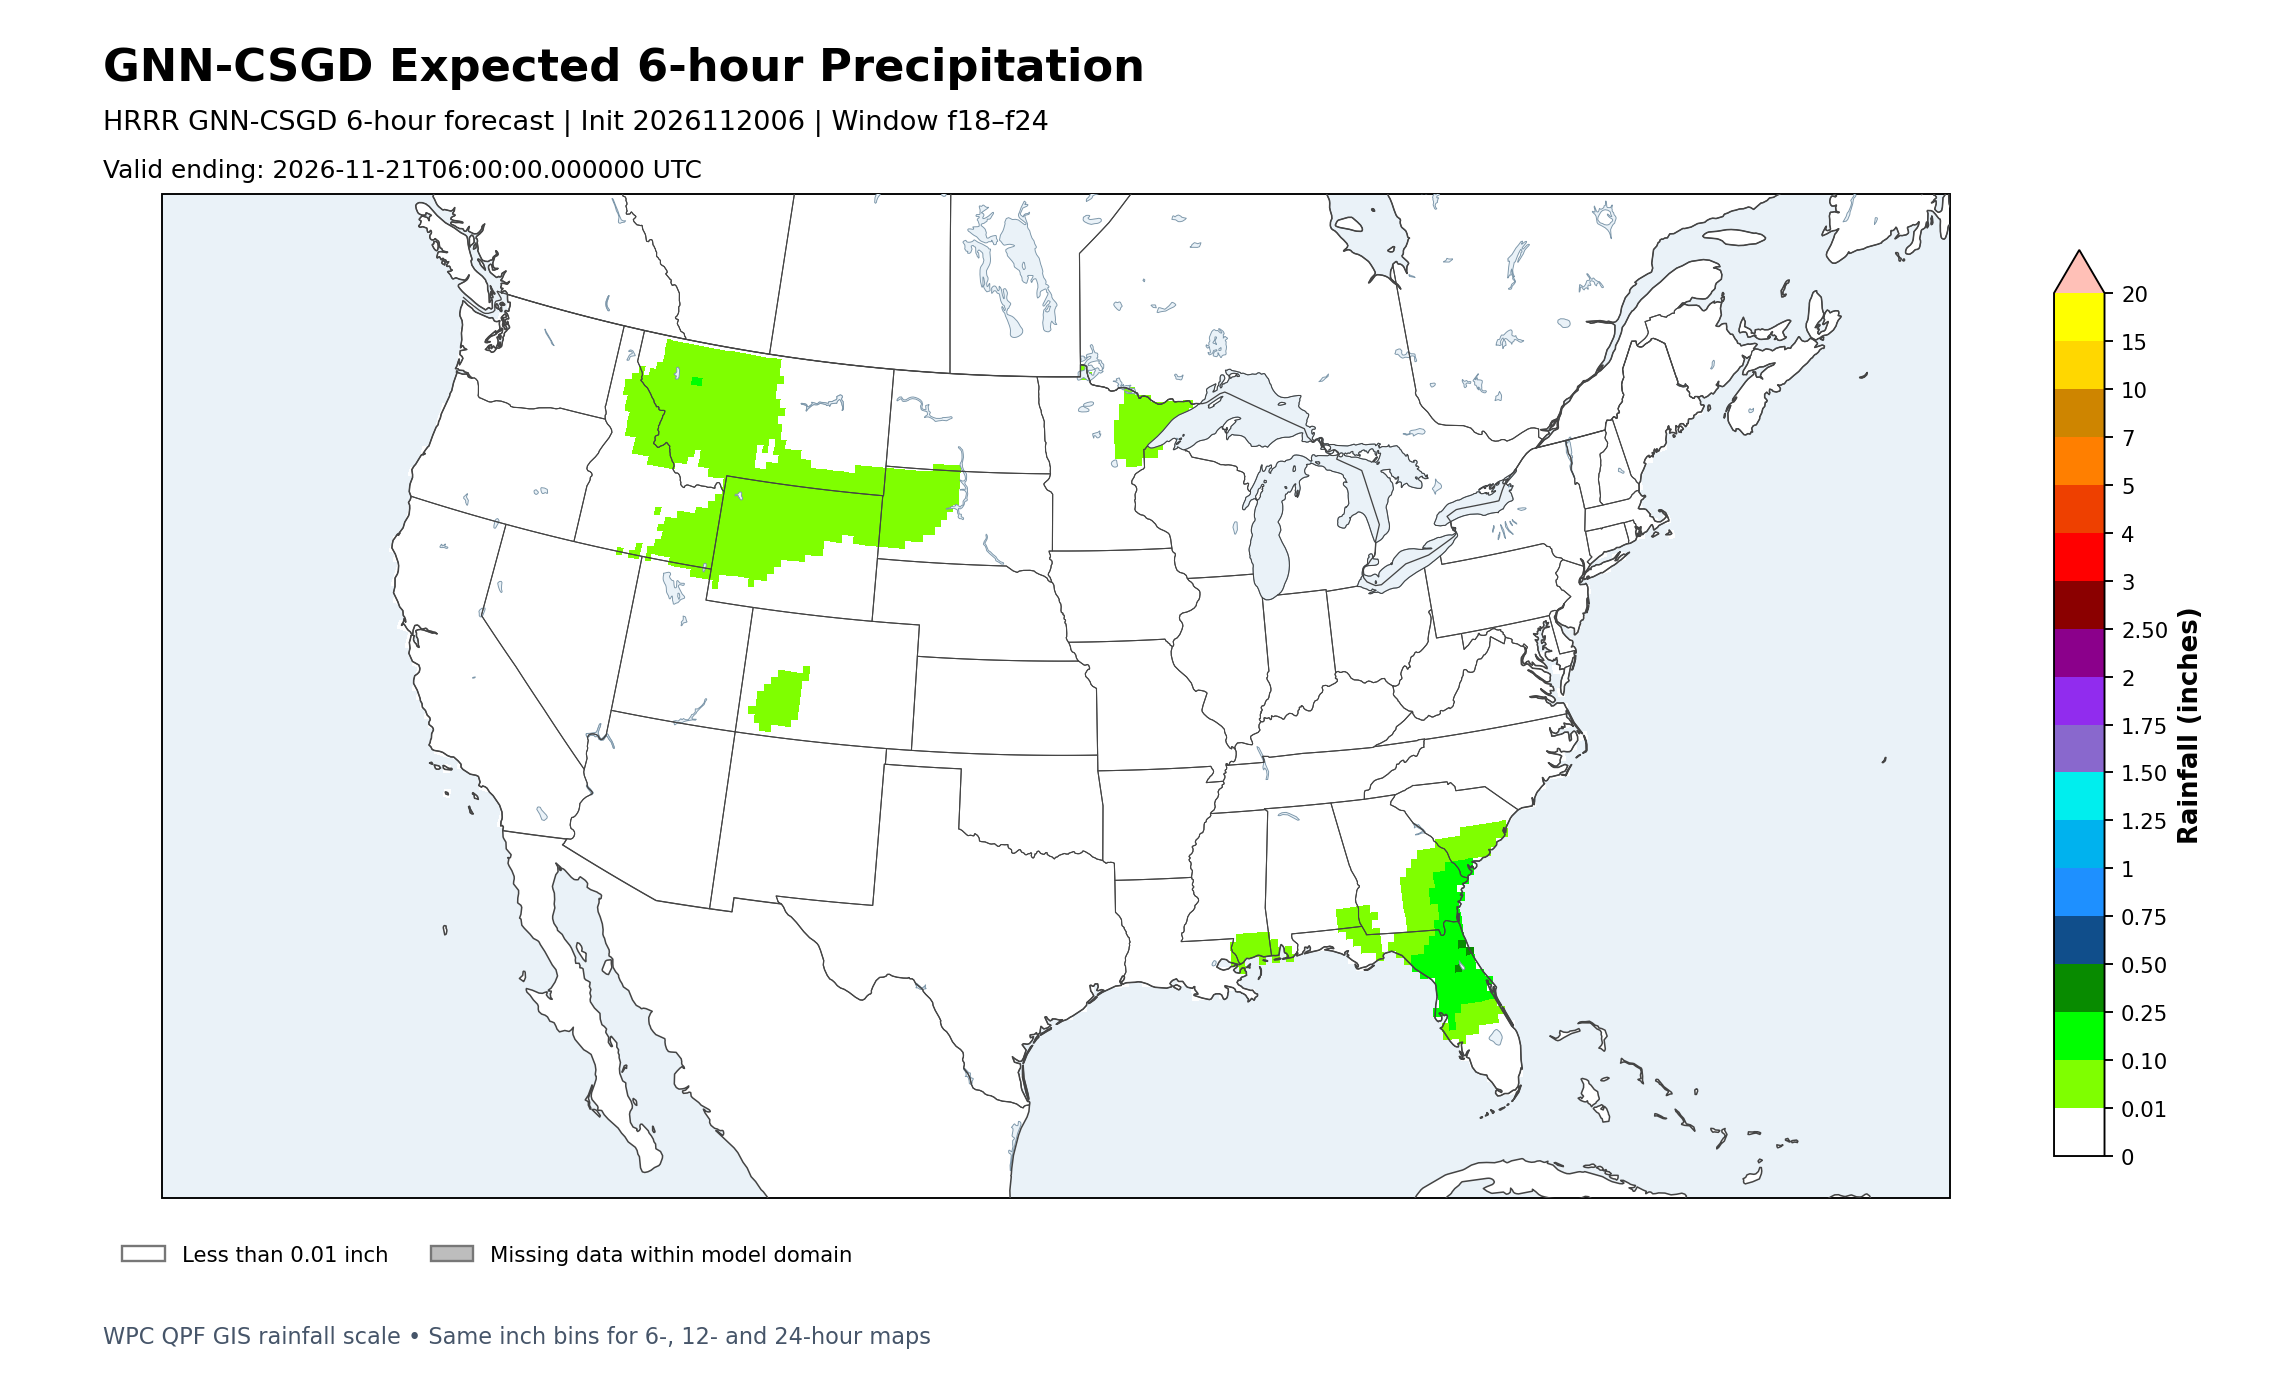 GNN-CSGD Expected 6-hour Precipitation
HRRR GNN-CSGD 6-hour forecast | Init 2026112006 | Window f18–f24
Valid ending: 2026-11-21T06:00:00.000000 UTC
20
15
10
7
5
4
3
2.50
2
1.75
1.50
1.25
1
0.75
0.50
0.25
0.10
0.01
0
Rainfall (inches)
Less than 0.01 inch
Missing data within model domain
WPC QPF GIS rainfall scale • Same inch bins for 6-, 12- and 24-hour maps